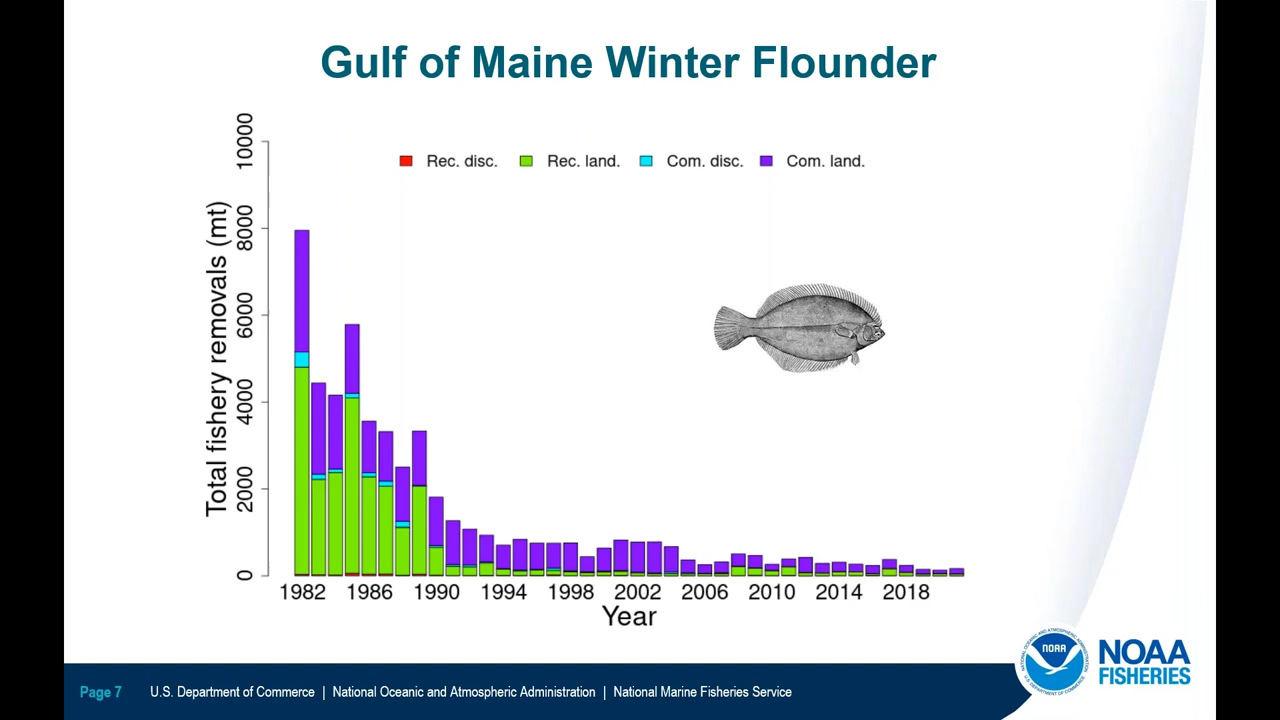 Gulf of Maine Winter Flounder
Rec. disc. Rec. land. Com. disc. Com. land.
Total fishery removals (mt)
10000
8000
6000
4000
2000
0
1982 1986 1990 1994 1998 2002 2006 2010 2014 2018
Year
NOAA
NOAA
FISHERIES
Page 7 U.S. Department of Commerce | National Oceanic and Atmospheric Administration | National Marine Fisheries Service